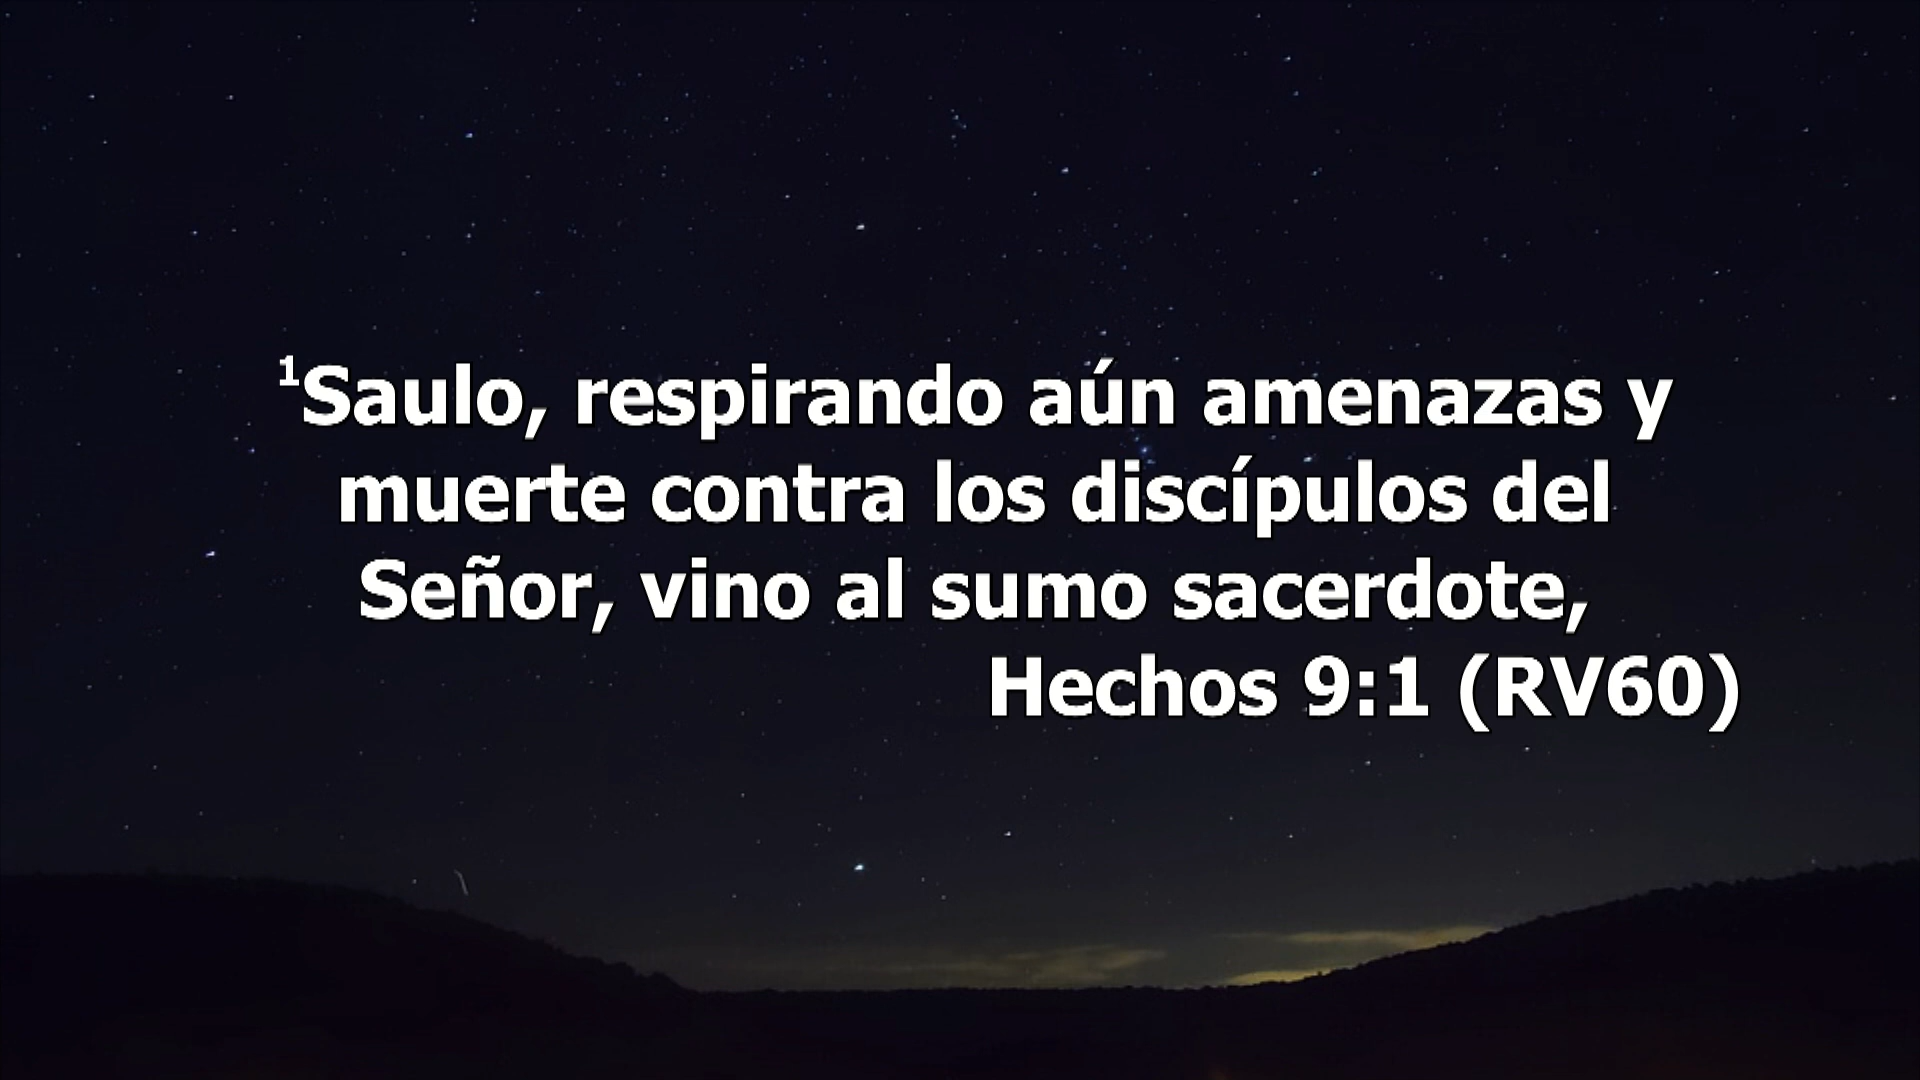 ¹Saulo, respirando aún amenazas y
muerte contra los discípulos del
Señor, vino al sumo sacerdote,
Hechos 9:1 (RV60)